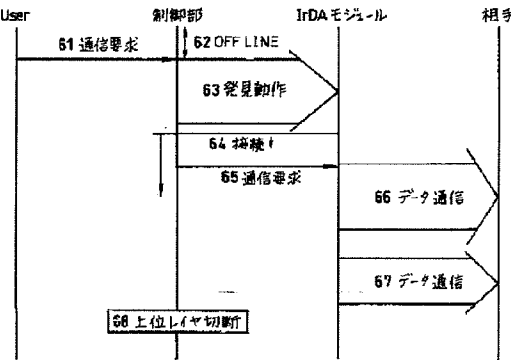 User
制御部
IrDAモジュール
相手
61 通信要求
62 OFF LINE
63 発見動作
64 接続
65 通信要求
66 データ通信
67 データ通信
68 上位レイヤ切断